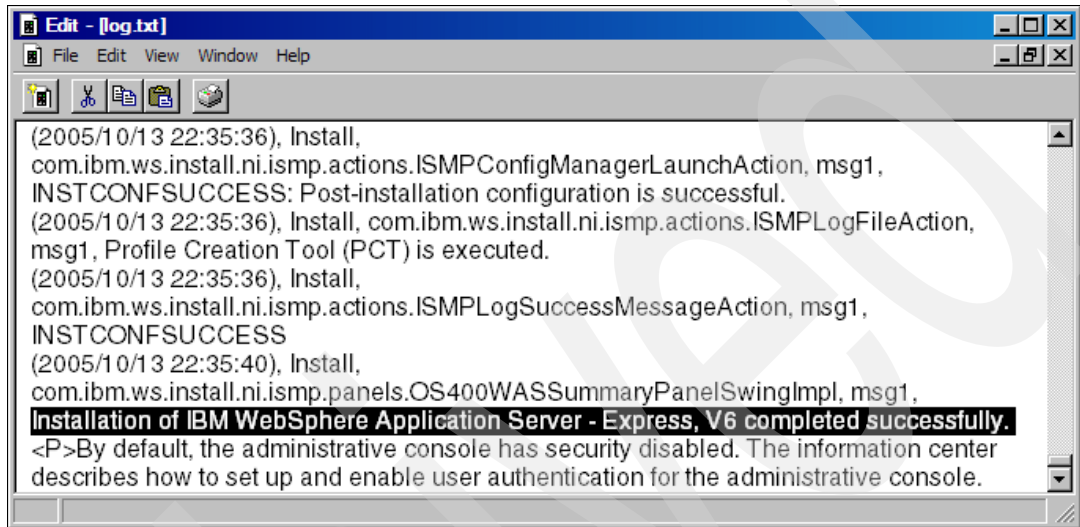 Edit - [log.txt]
File Edit View Window Help
(2005/10/13 22:35:36), Install,
com.ibm.ws.install.ni.ismp.actions.ISMPConfigManagerLaunchAction, msg1,
INSTCONFSUCCESS: Post-installation configuration is successful.
(2005/10/13 22:35:36), Install, com.ibm.ws.install.ni.ismp.actions.ISMPLogFileAction,
msg1, Profile Creation Tool (PCT) is executed.
(2005/10/13 22:35:36), Install,
com.ibm.ws.install.ni.ismp.actions.ISMPLogSuccessMessageAction, msg1,
INSTCONFSUCCESS
(2005/10/13 22:35:40), Install,
com.ibm.ws.install.ni.ismp.panels.OS400WASSummaryPanelSwingImpl, msg1,
Installation of IBM WebSphere Application Server - Express, V6 completed successfully.
<P>By default, the administrative console has security disabled. The information center
describes how to set up and enable user authentication for the administrative console.